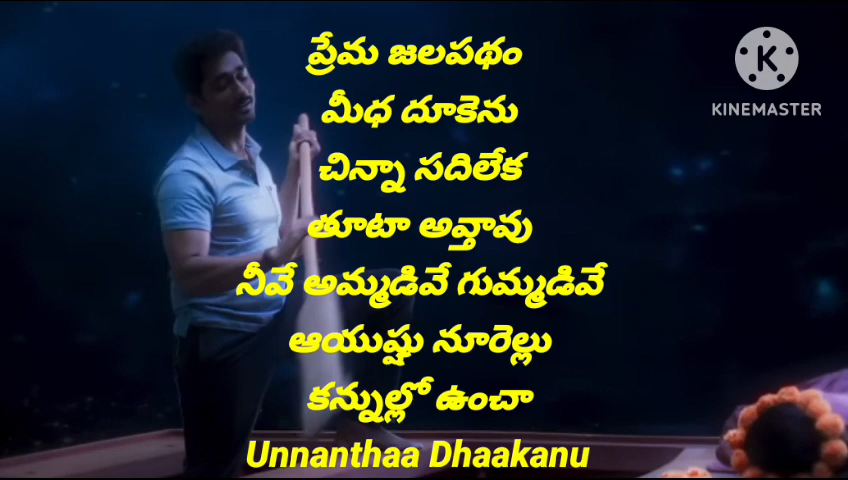 ప్రేమ జలపథం
మీధ దూకెను
చిన్నా సదిలేక
తూటా అవ్తావు
నీవే అమ్మడివే గుమ్మడివే
ఆయుష్షు నూరెల్లు
కన్నుల్లో ఉంచా
Unnanthaa Dhaakanu
K
KINEMASTER